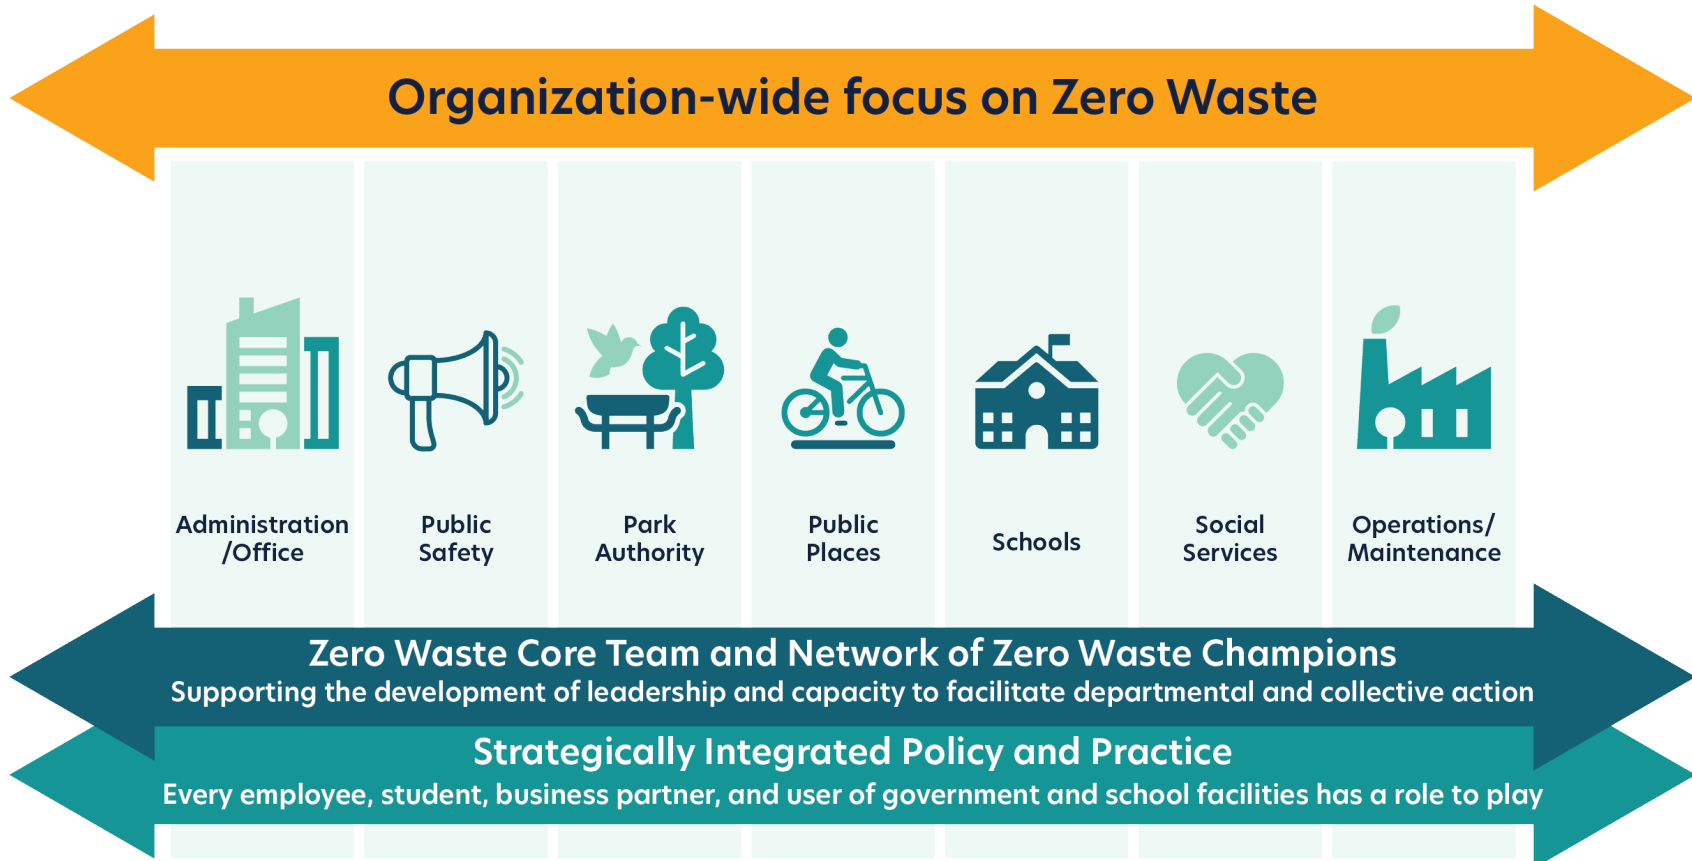 Organization-wide focus on Zero Waste
Administration
/Office
Public
Safety
Park
Authority
Public
Places
Schools
Social
Services
Operations/
Maintenance
Zero Waste Core Team and Network of Zero Waste Champions
Supporting the development of leadership and capacity to facilitate departmental and collective action
Strategically Integrated Policy and Practice
Every employee, student, business partner, and user of government and school facilities has a role to play